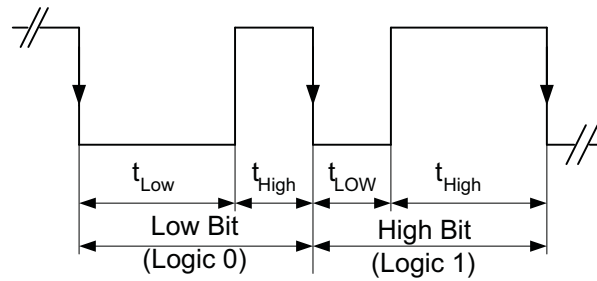 tLow tHigh tLOW tHigh
Low Bit High Bit
(Logic 0) (Logic 1)